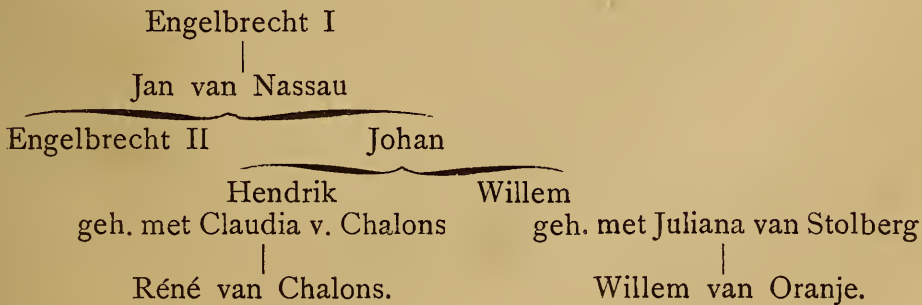 Engelbrecht I
Jan van Nassau
Engelbrecht II Johan
Hendrik Willem
geh. met Claudia v. Chalons geh. met Juliana van Stolberg
Réné van Chalons. Willem van Oranje.